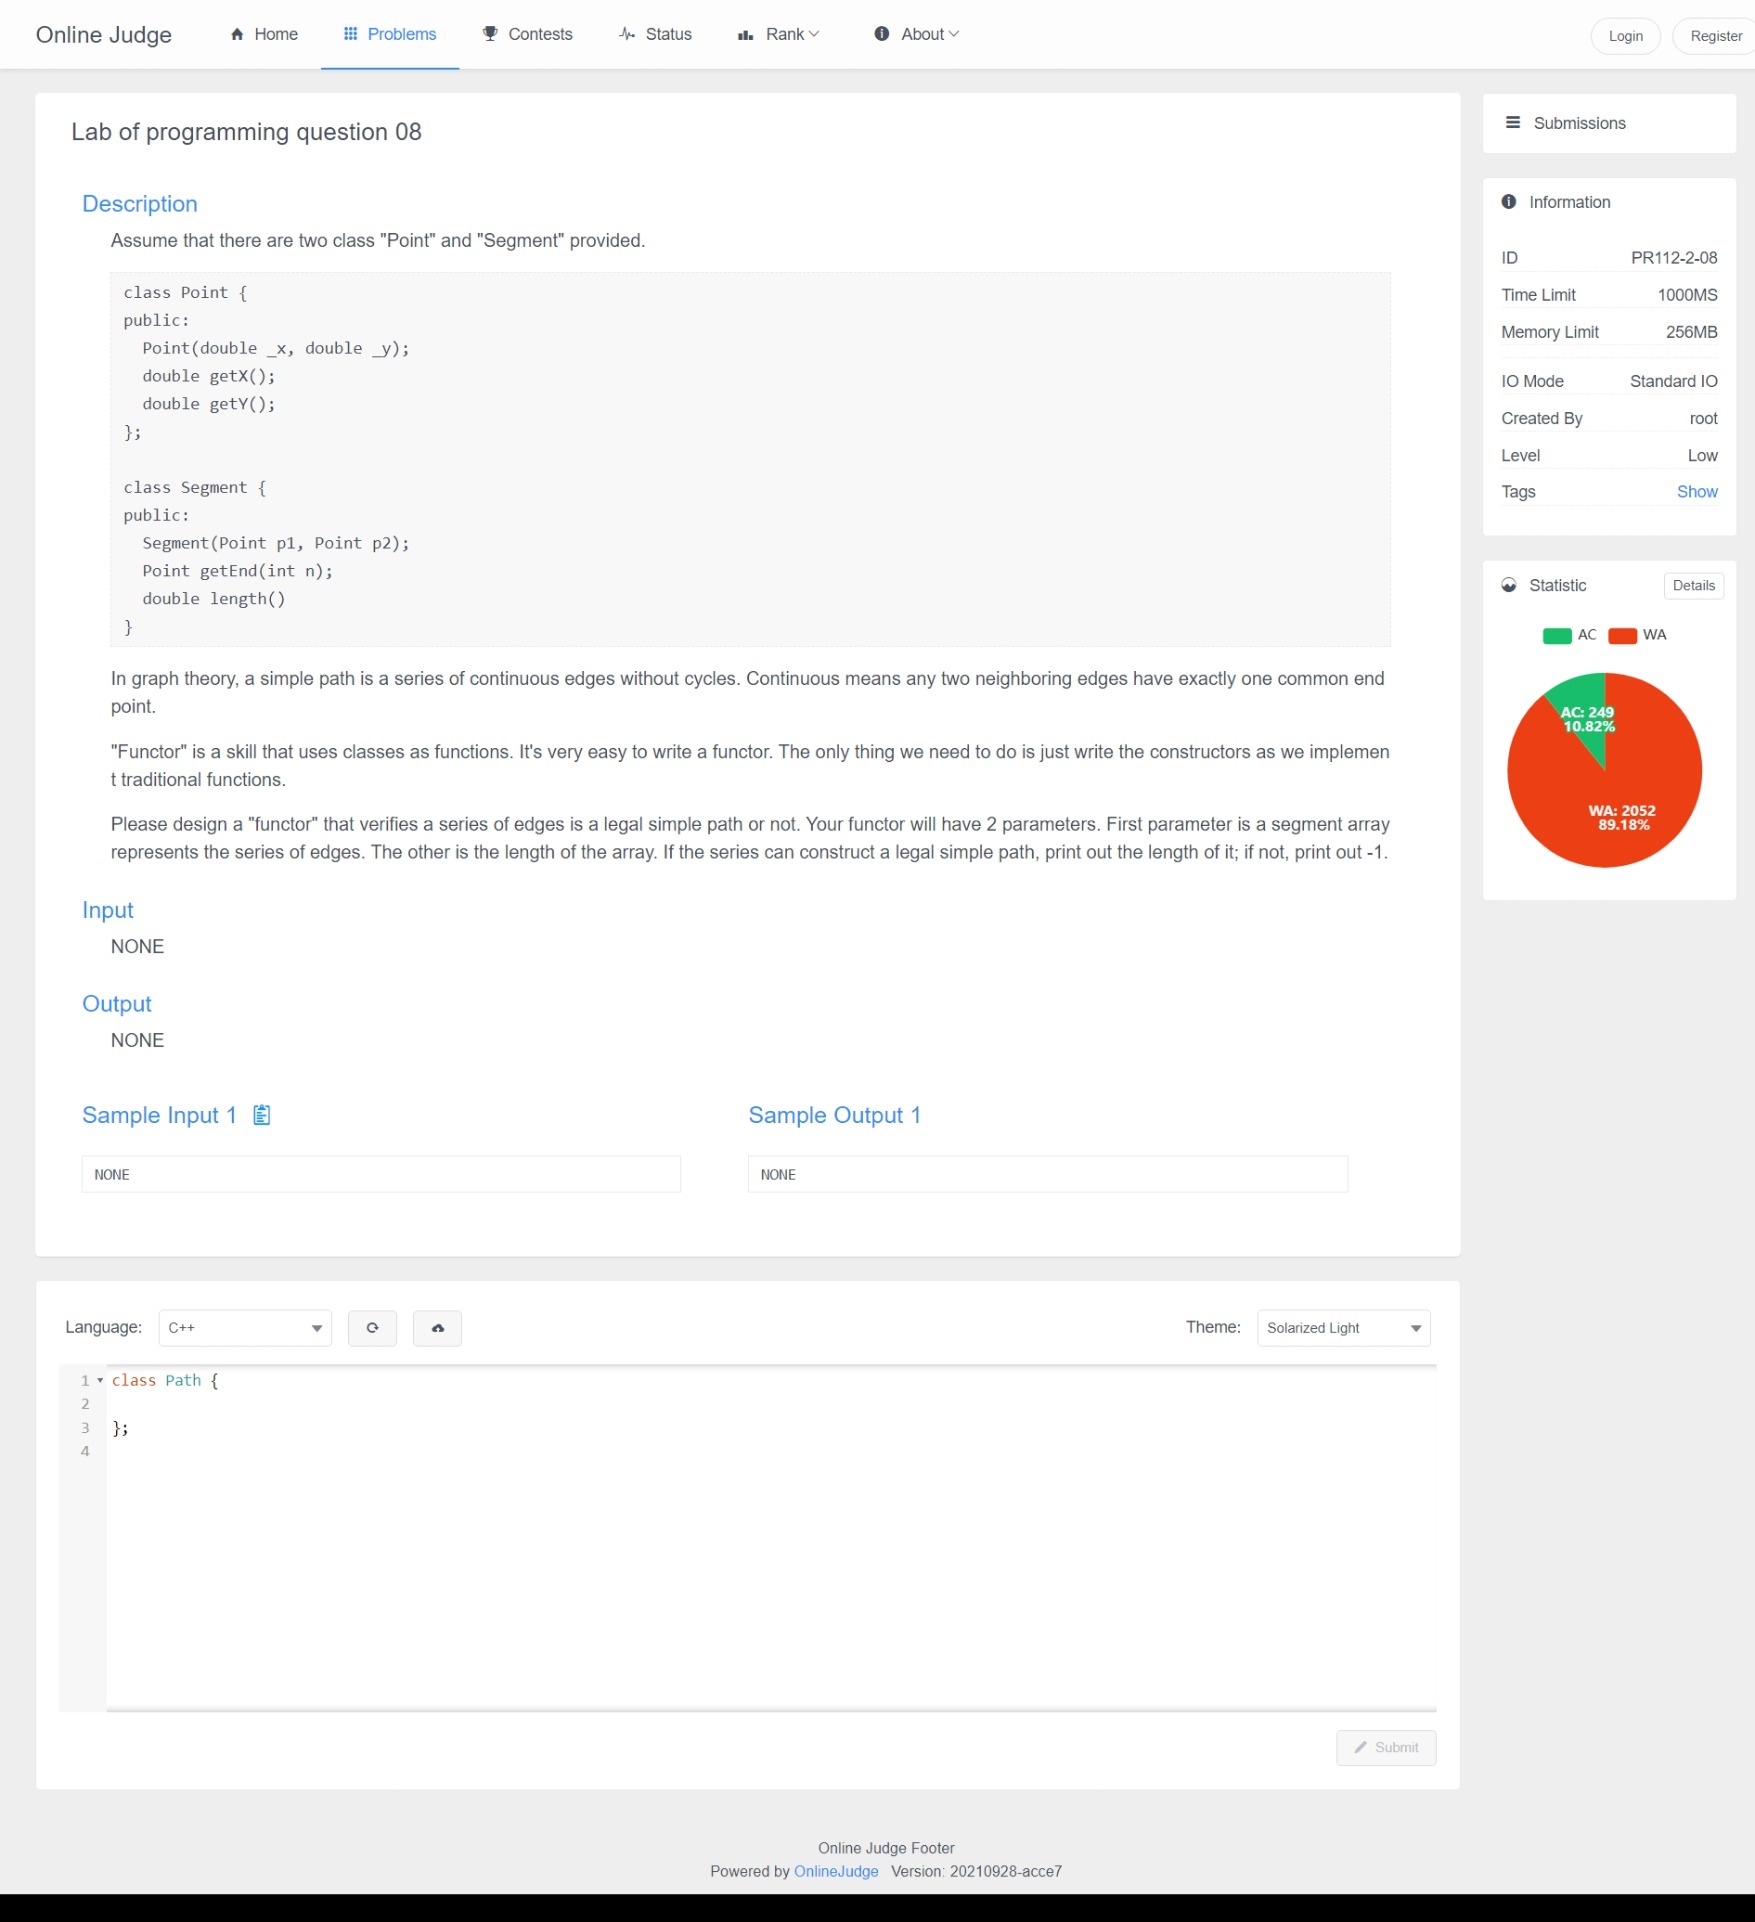 Online Judge
Home
Problems
Contests
Status
Rank
About
Login
Register
Lab of programming question 08
Description
Assume that there are two class "Point" and "Segment" provided.
class Point {
public:
  Point(double _x, double _y);
  double getX();
  double getY();
};
class Segment {
public:
  Segment(Point p1, Point p2);
  Point getEnd(int n);
  double length()
}
In graph theory, a simple path is a series of continuous edges without cycles. Continuous means any two neighboring edges have exactly one common end
point.
"Functor" is a skill that uses classes as functions. It's very easy to write a functor. The only thing we need to do is just write the constructors as we implemen
t traditional functions.
Please design a "functor" that verifies a series of edges is a legal simple path or not. Your functor will have 2 parameters. First parameter is a segment array
represents the series of edges. The other is the length of the array. If the series can construct a legal simple path, print out the length of it; if not, print out -1.
Input
NONE
Output
NONE
Sample Input 1
NONE
Sample Output 1
NONE
Language:
C++
Theme:
Solarized Light
1 class Path {
2
3 };
4
Submit
Submissions
Information
ID PR112-2-08
Time Limit 1000MS
Memory Limit 256MB
IO Mode Standard IO
Created By root
Level Low
Tags Show
Statistic
Details
AC WA
AC: 249
10.82%
WA: 2052
89.18%
Online Judge Footer
Powered by OnlineJudge Version: 20210928-acce7